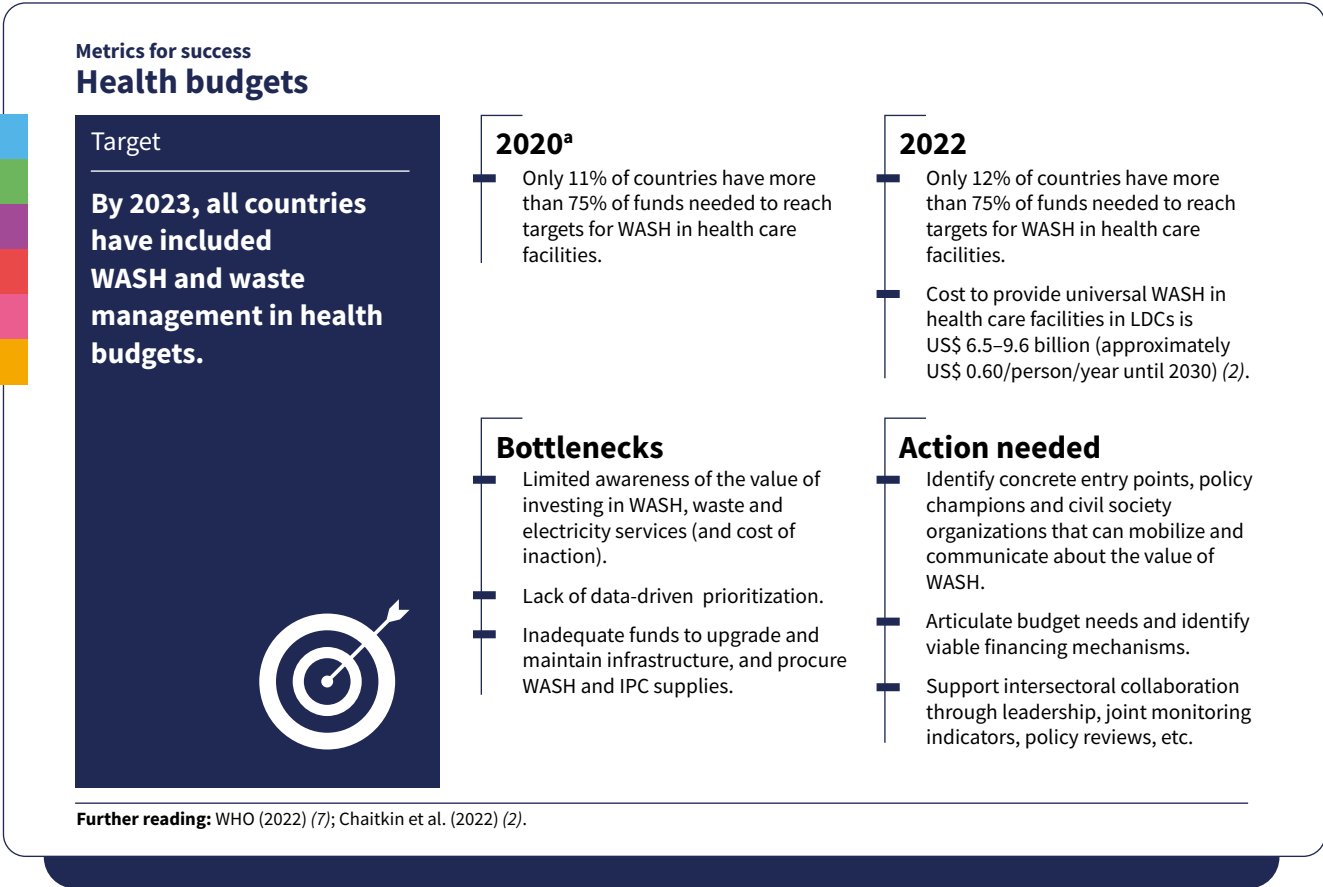 Metrics for success
Health budgets
Target
By 2023, all countries
have included
WASH and waste
management in health
budgets.
2020ᵃ
Only 11% of countries have more
than 75% of funds needed to reach
targets for WASH in health care
facilities.
2022
Only 12% of countries have more
than 75% of funds needed to reach
targets for WASH in health care
facilities.
Cost to provide universal WASH in
health care facilities in LDCs is
US$ 6.5–9.6 billion (approximately
US$ 0.60/person/year until 2030) (2).
Bottlenecks
Limited awareness of the value of
investing in WASH, waste and
electricity services (and cost of
inaction).
Lack of data-driven prioritization.
Inadequate funds to upgrade and
maintain infrastructure, and procure
WASH and IPC supplies.
Action needed
Identify concrete entry points, policy
champions and civil society
organizations that can mobilize and
communicate about the value of
WASH.
Articulate budget needs and identify
viable financing mechanisms.
Support intersectoral collaboration
through leadership, joint monitoring
indicators, policy reviews, etc.
Further reading: WHO (2022) (7); Chaitkin et al. (2022) (2).